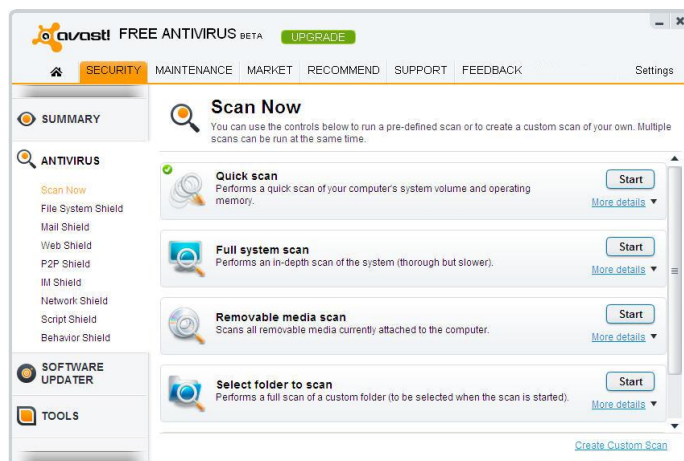 avast! FREE ANTIVIRUS BETA UPGRADE
SECURITY MAINTENANCE MARKET RECOMMEND SUPPORT FEEDBACK Settings
SUMMARY
ANTIVIRUS
Scan Now
File System Shield
Mail Shield
Web Shield
P2P Shield
IM Shield
Network Shield
Script Shield
Behavior Shield
SOFTWARE
UPDATER
TOOLS
Scan Now
You can use the controls below to run a pre-defined scan or to create a custom scan of your own. Multiple
scans can be run at the same time.
Quick scan
Performs a quick scan of your computer's system volume and operating
memory.
Start
More details
Full system scan
Performs an in-depth scan of the system (thorough but slower).
Start
More details
Removable media scan
Scans all removable media currently attached to the computer.
Start
More details
Select folder to scan
Performs a full scan of a custom folder (to be selected when the scan is started).
Start
More details
Create Custom Scan